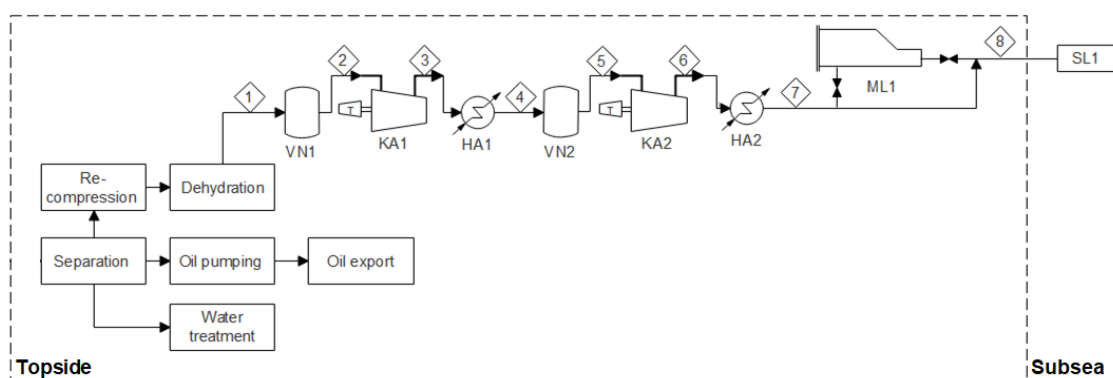 8
SL1
2
3
5
6
1
4
7
ML1
T
T
VN1
KA1
HA1
VN2
KA2
HA2
Re-
compression
Dehydration
Separation
Oil pumping
Oil export
Water
treatment
Topside
Subsea